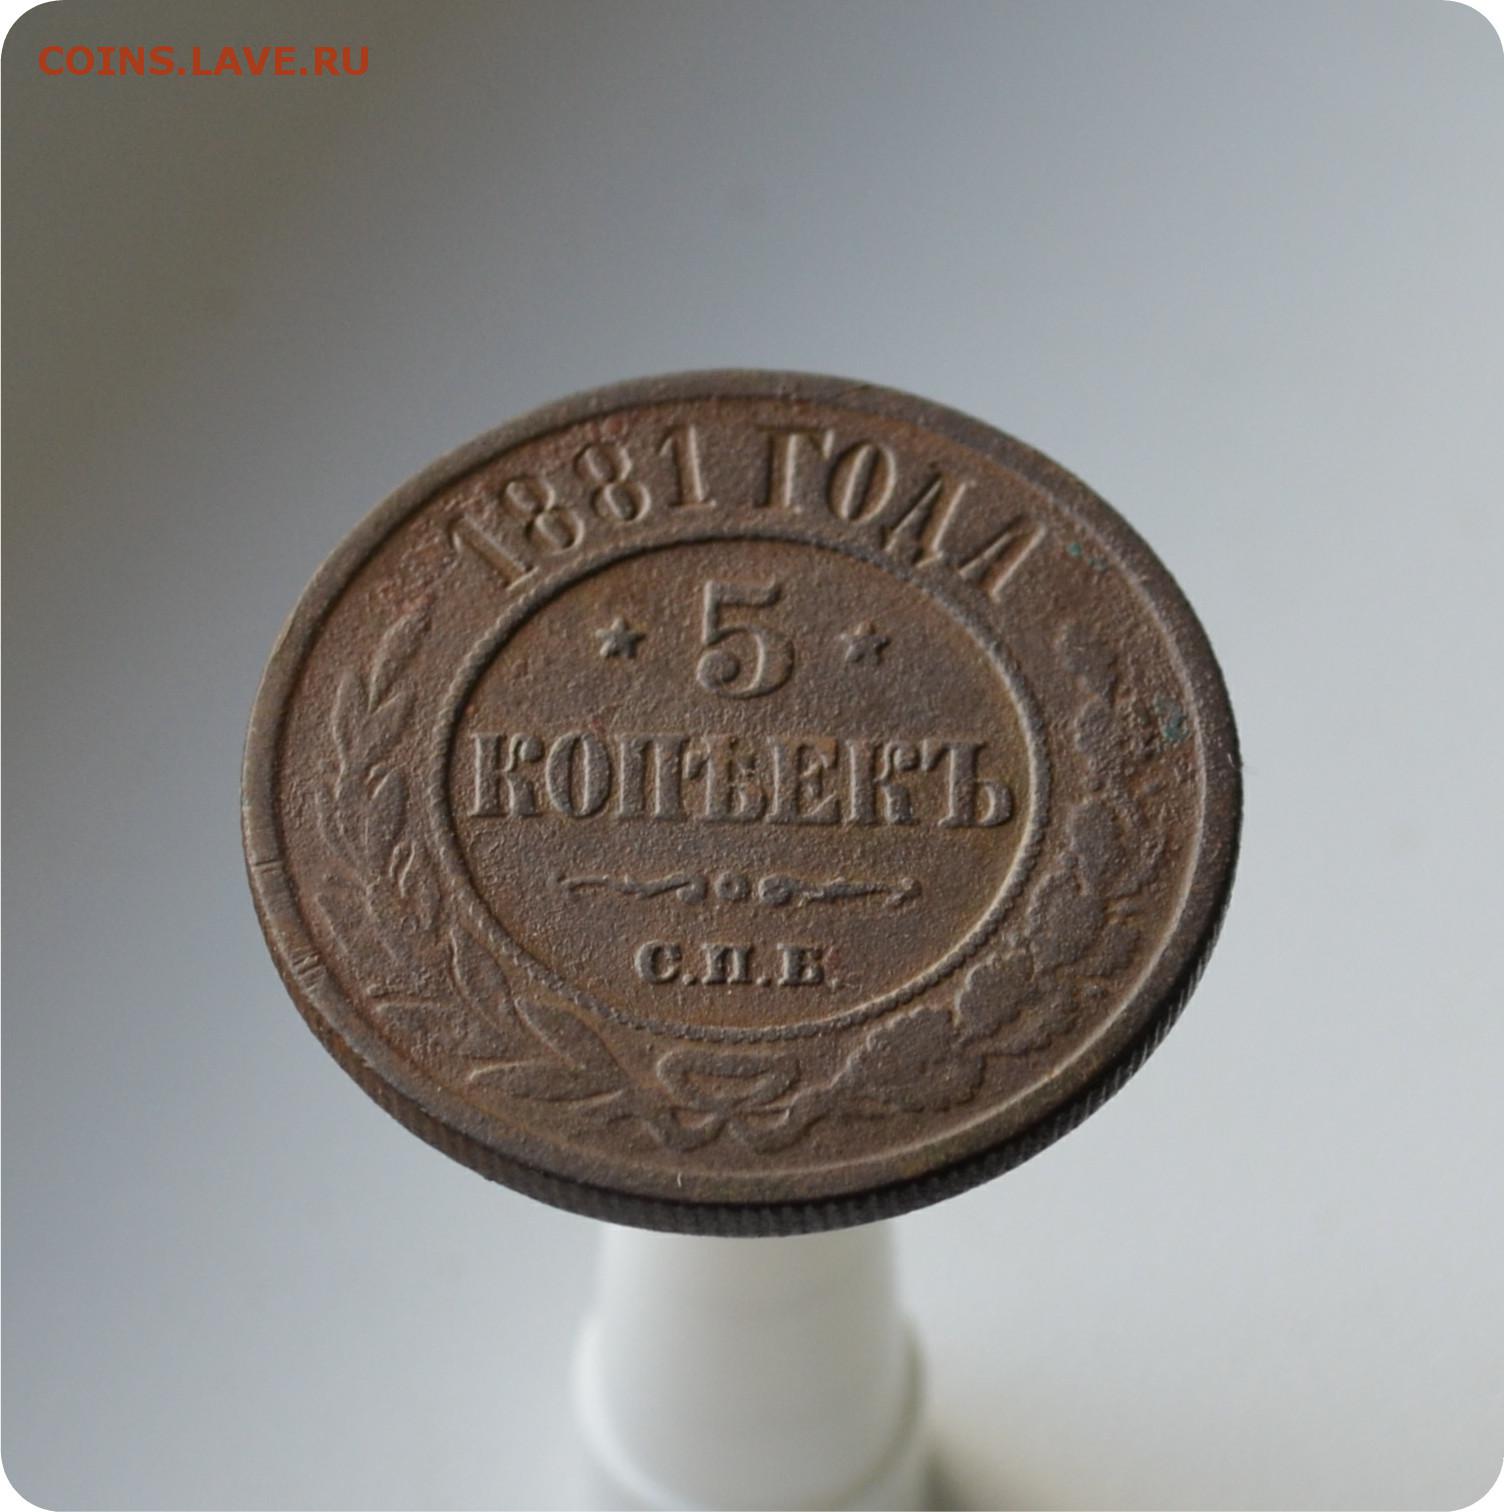 COINS.LAVE.RU
1881 ГОДА
* 5 *
КОПѢЕКЪ
С.П.Б.